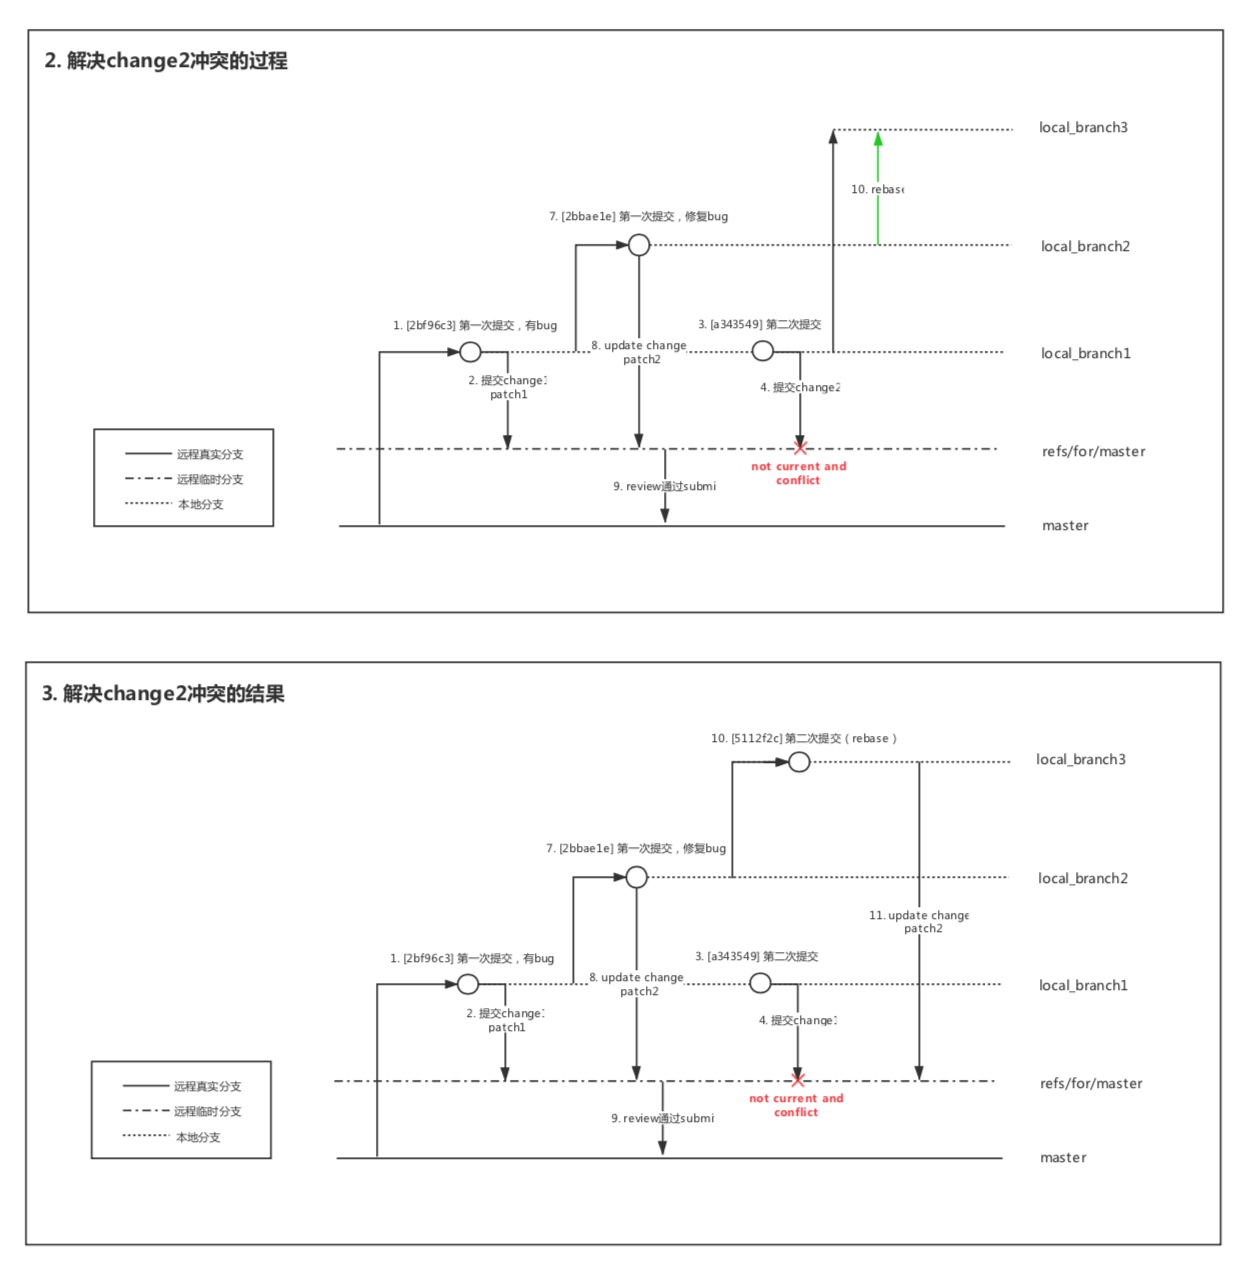 2. 解决change2冲突的过程
local_branch3
10. rebase
7. [2bbae1e] 第一次提交，修复bug
local_branch2
1. [2bf96c3] 第一次提交，有bug
3. [a343549] 第二次提交
8. update change
patch2
local_branch1
2. 提交change1
patch1
4. 提交change2
远程真实分支
远程临时分支
本地分支
refs/for/master
not current and
conflict
9. review通过submi
master
3. 解决change2冲突的结果
10. [5112f2c] 第二次提交（rebase）
local_branch3
7. [2bbae1e] 第一次提交，修复bug
local_branch2
11. update change
patch2
1. [2bf96c3] 第一次提交，有bug
3. [a343549] 第二次提交
8. update change
patch2
local_branch1
2. 提交change1
patch1
4. 提交change
远程真实分支
远程临时分支
本地分支
refs/for/master
not current and
conflict
9. review通过submi
master